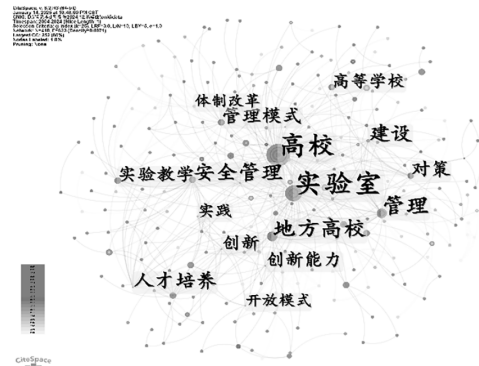 高等学校
体制改革
管理模式
建设
高校
实验教学
安全管理
对策
实验室
管理
实践
地方高校
创新
创新能力
人才培养
开放模式
CiteSpace